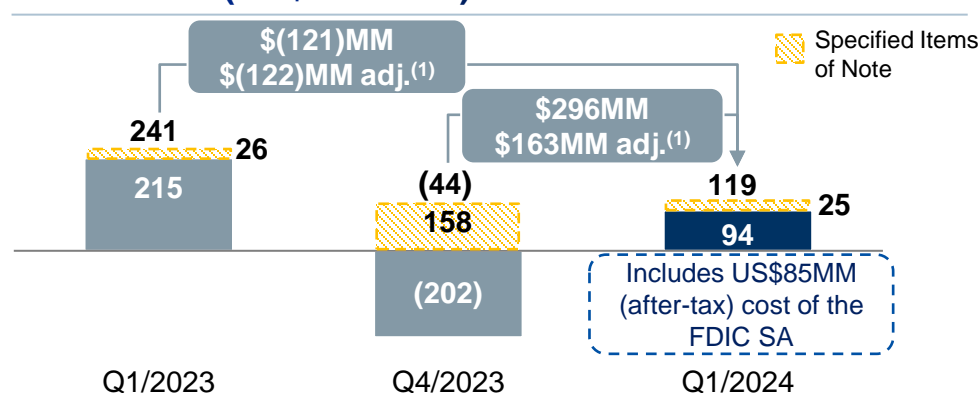 $(121)MM
$(122)MM adj.(1)
Specified Items
of Note
$296MM
$163MM adj.(1)
241
26
215
(44)
158
(202)
119
25
94
Includes US$85MM
(after-tax) cost of the
FDIC SA
Q1/2023
Q4/2023
Q1/2024